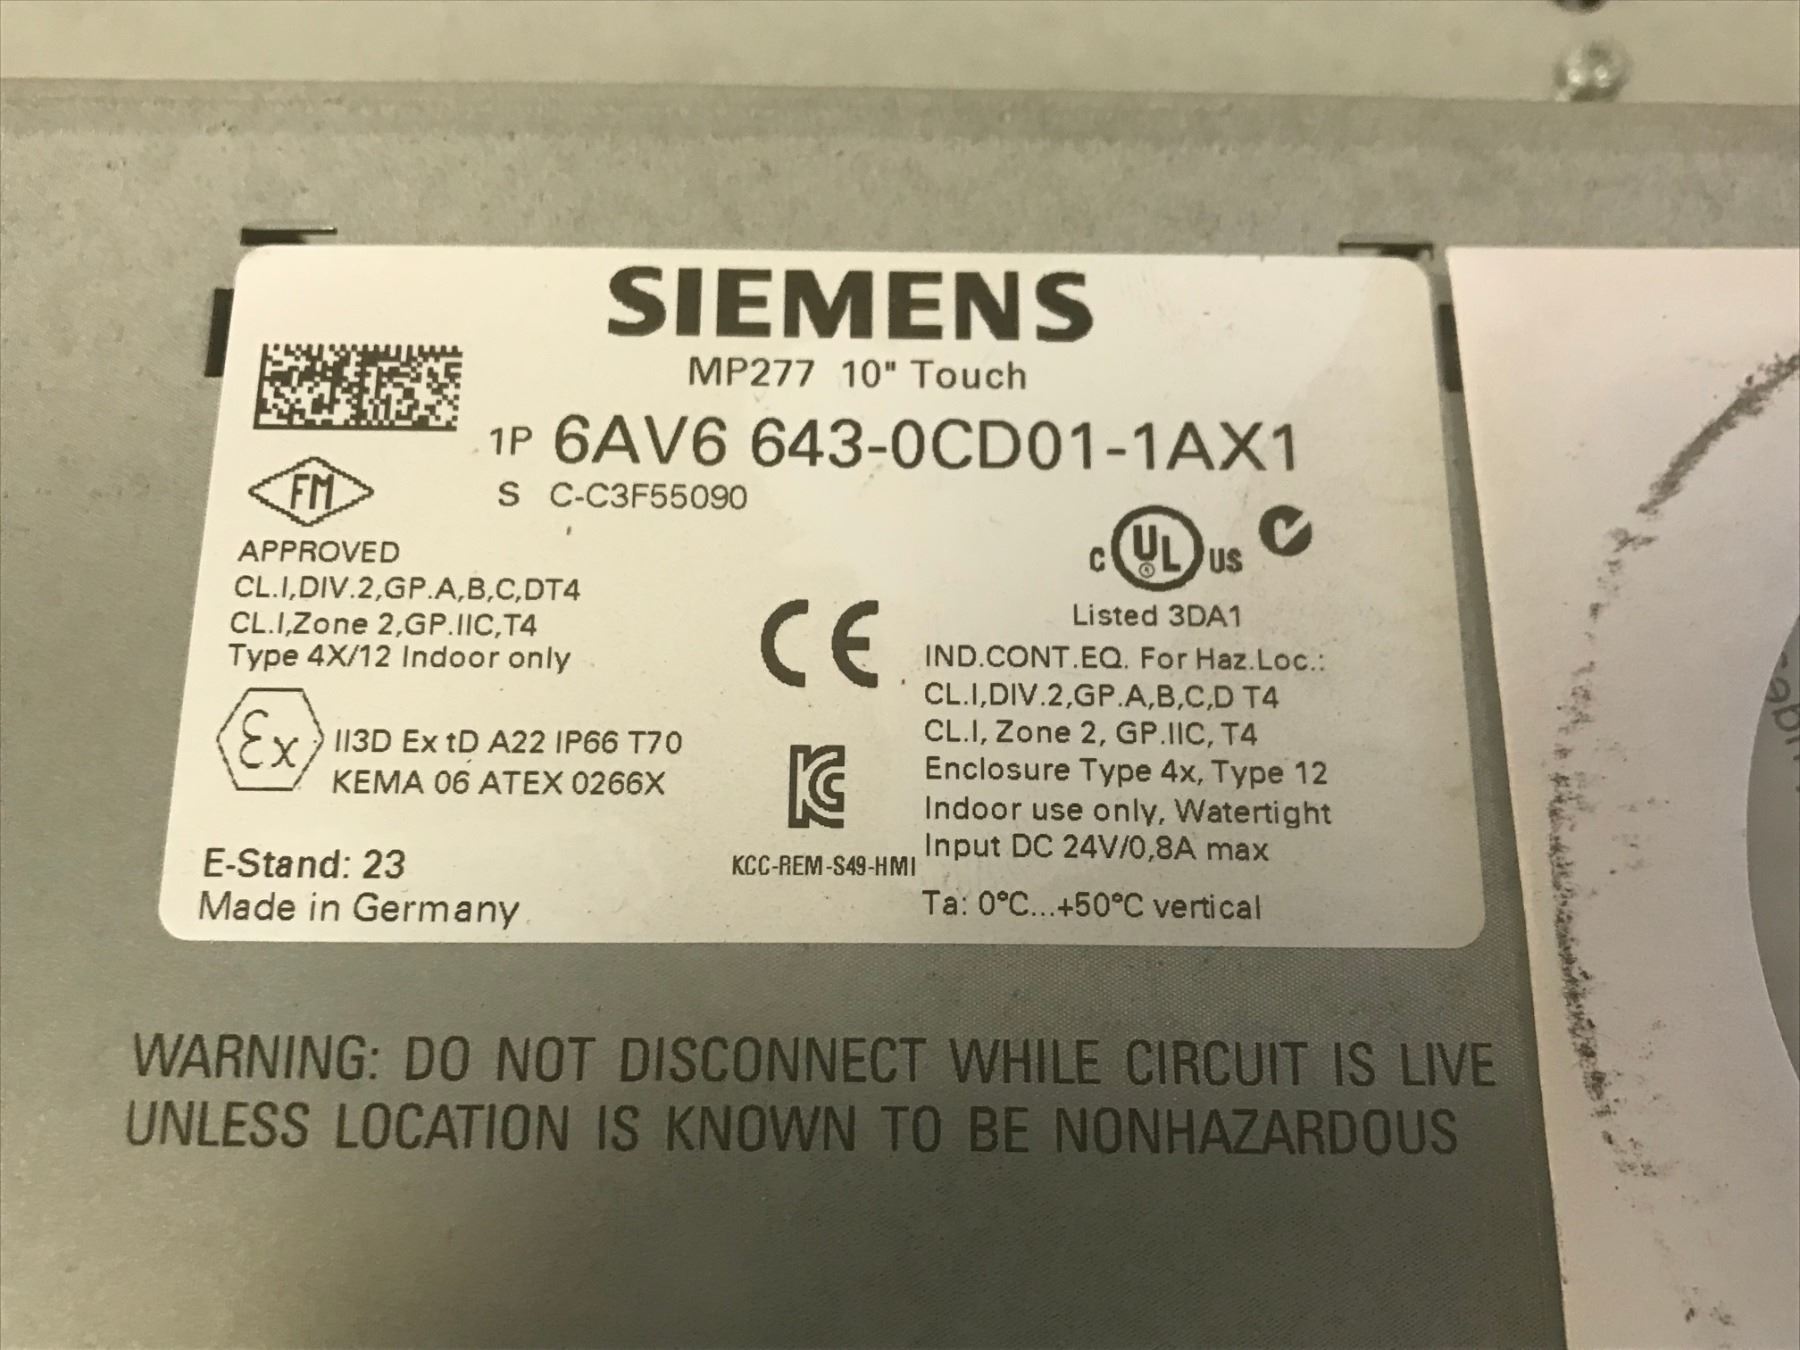 SIEMENS
MP277 10" Touch
1P 6AV6 643-0CD01-1AX1
S C-C3F55090
FM
APPROVED
CL.I,DIV.2,GP.A,B,C,DT4
CL.I,Zone 2,GP.IIC,T4
Type 4X/12 Indoor only
Ex II3D Ex tD A22 IP66 T70
KEMA 06 ATEX 0266X
E-Stand: 23
Made in Germany
CE
KC
KCC-REM-S49-HMI
C UL US
Listed 3DA1
IND.CONT.EQ. For Haz.Loc.:
CL.I,DIV.2,GP.A,B,C,D T4
CL.I, Zone 2, GP.IIC, T4
Enclosure Type 4x, Type 12
Indoor use only, Watertight
Input DC 24V/0,8A max
Ta: 0°C...+50°C vertical
WARNING: DO NOT DISCONNECT WHILE CIRCUIT IS LIVE
UNLESS LOCATION IS KNOWN TO BE NONHAZARDOUS